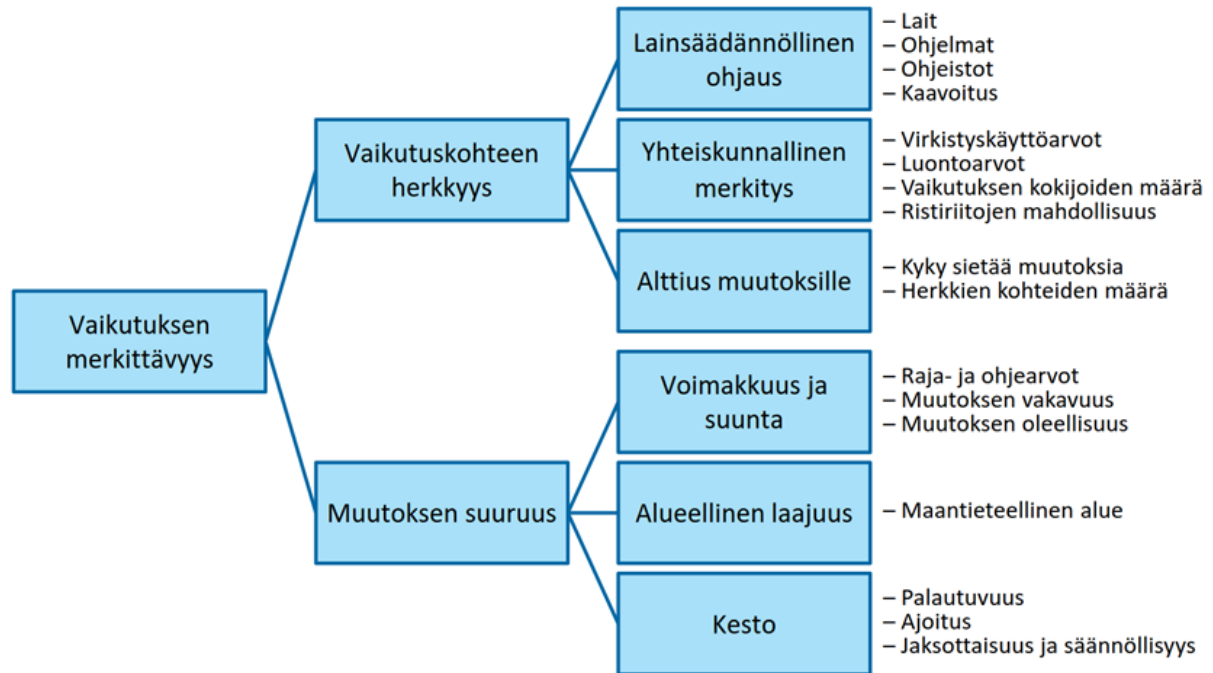 Vaikutuksen
merkittävyys
Vaikutuskohteen
herkkyys
Lainsäädännöllinen
ohjaus
– Lait
– Ohjelmat
– Ohjeistot
– Kaavoitus
Yhteiskunnallinen
merkitys
– Virkistyskäyttöarvot
– Luontoarvot
– Vaikutuksen kokijoiden määrä
– Ristiriitojen mahdollisuus
Alttius muutoksille
– Kyky sietää muutoksia
– Herkkien kohteiden määrä
Muutoksen suuruus
Voimakkuus ja
suunta
– Raja- ja ohjearvot
– Muutoksen vakavuus
– Muutoksen oleellisuus
Alueellinen laajuus
– Maantieteellinen alue
Kesto
– Palautuvuus
– Ajoitus
– Jaksottaisuus ja säännöllisyys